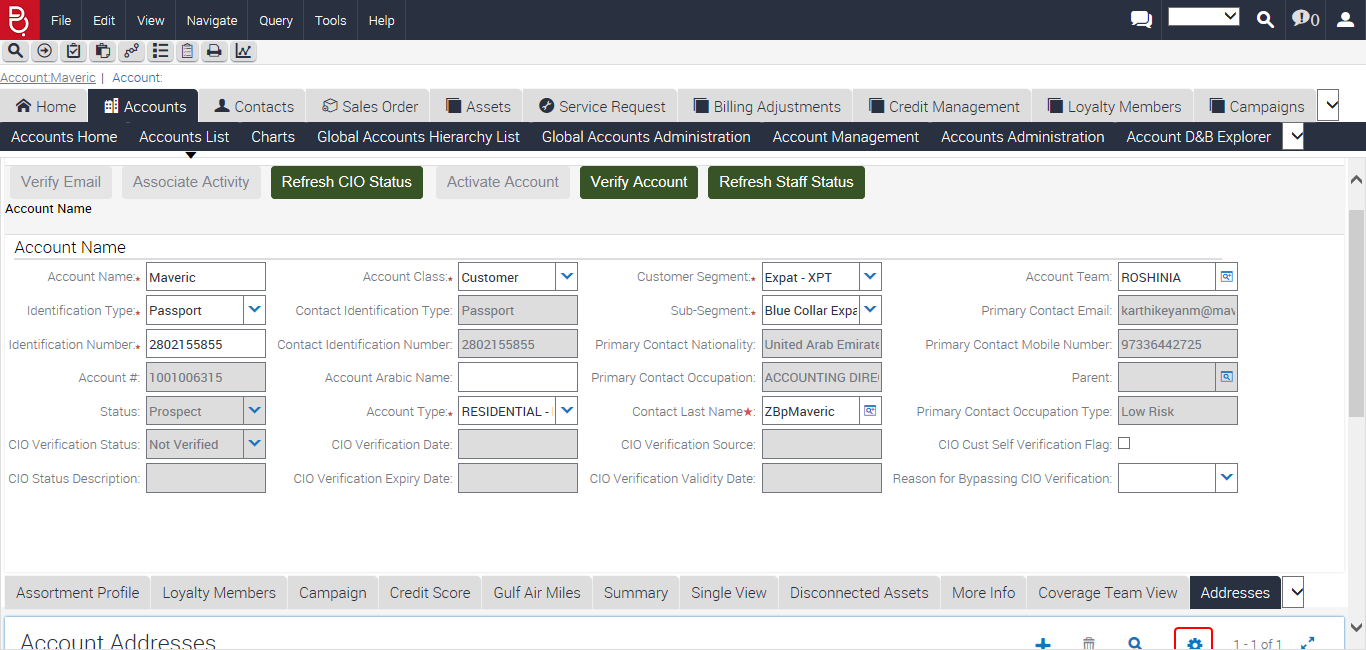 File Edit View Navigate Query Tools Help 0
Account:Maveric | Account:
Home Accounts Contacts Sales Order Assets Service Request Billing Adjustments Credit Management Loyalty Members Campaigns
Accounts Home Accounts List Charts Global Accounts Hierarchy List Global Accounts Administration Account Management Accounts Administration Account D&B Explorer
Verify Email Associate Activity Refresh CIO Status Activate Account Verify Account Refresh Staff Status
Account Name
Account Name
Account Name:* Maveric Account Class:* Customer Customer Segment:* Expat - XPT Account Team: ROSHINIA
Identification Type:* Passport Contact Identification Type: Passport Sub-Segment:* Blue Collar Expa Primary Contact Email: karthikeyanm@mav
Identification Number:* 2802155855 Contact Identification Number: 2802155855 Primary Contact Nationality: United Arab Emirate Primary Contact Mobile Number: 97336442725
Account #: 1001006315 Account Arabic Name: Primary Contact Occupation: ACCOUNTING DIRE Parent:
Status: Prospect Account Type:* RESIDENTIAL - Contact Last Name★: ZBpMaveric Primary Contact Occupation Type: Low Risk
CIO Verification Status: Not Verified CIO Verification Date: CIO Verification Source: CIO Cust Self Verification Flag:
CIO Status Description: CIO Verification Expiry Date: CIO Verification Validity Date: Reason for Bypassing CIO Verification:
Assortment Profile Loyalty Members Campaign Credit Score Gulf Air Miles Summary Single View Disconnected Assets More Info Coverage Team View Addresses
Account Addresses 1 - 1 of 1